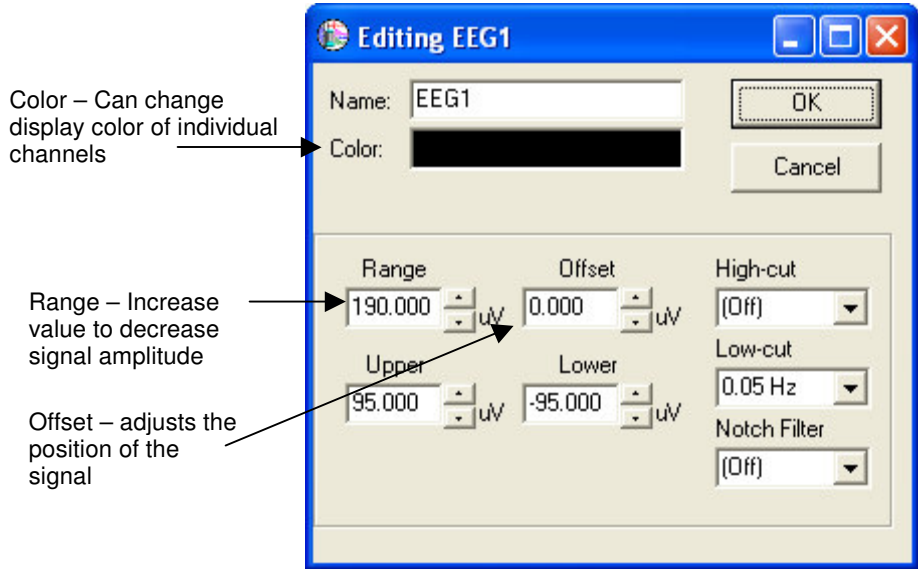 Editing EEG1
Name: EEG1
OK
Color – Can change
display color of individual
channels
Color:
Cancel
Range
Offset
High-cut
Range – Increase
value to decrease
signal amplitude
190.000 uV
0.000 uV
(Off)
Upper
Lower
Low-cut
95.000 uV
-95.000 uV
0.05 Hz
Offset – adjusts the
position of the
signal
Notch Filter
(Off)